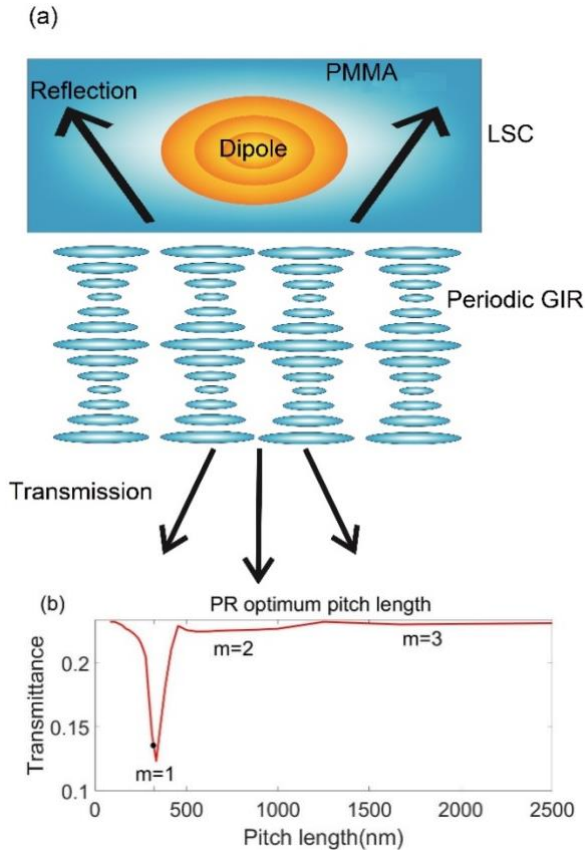 (a)
PMMA
Reflection
Dipole
LSC
Periodic GIR
Transmission
(b)
PR optimum pitch length
Transmittance
0.2
0.15
0.1
m=1
m=2
m=3
0
500
1000
1500
2000
2500
Pitch length(nm)